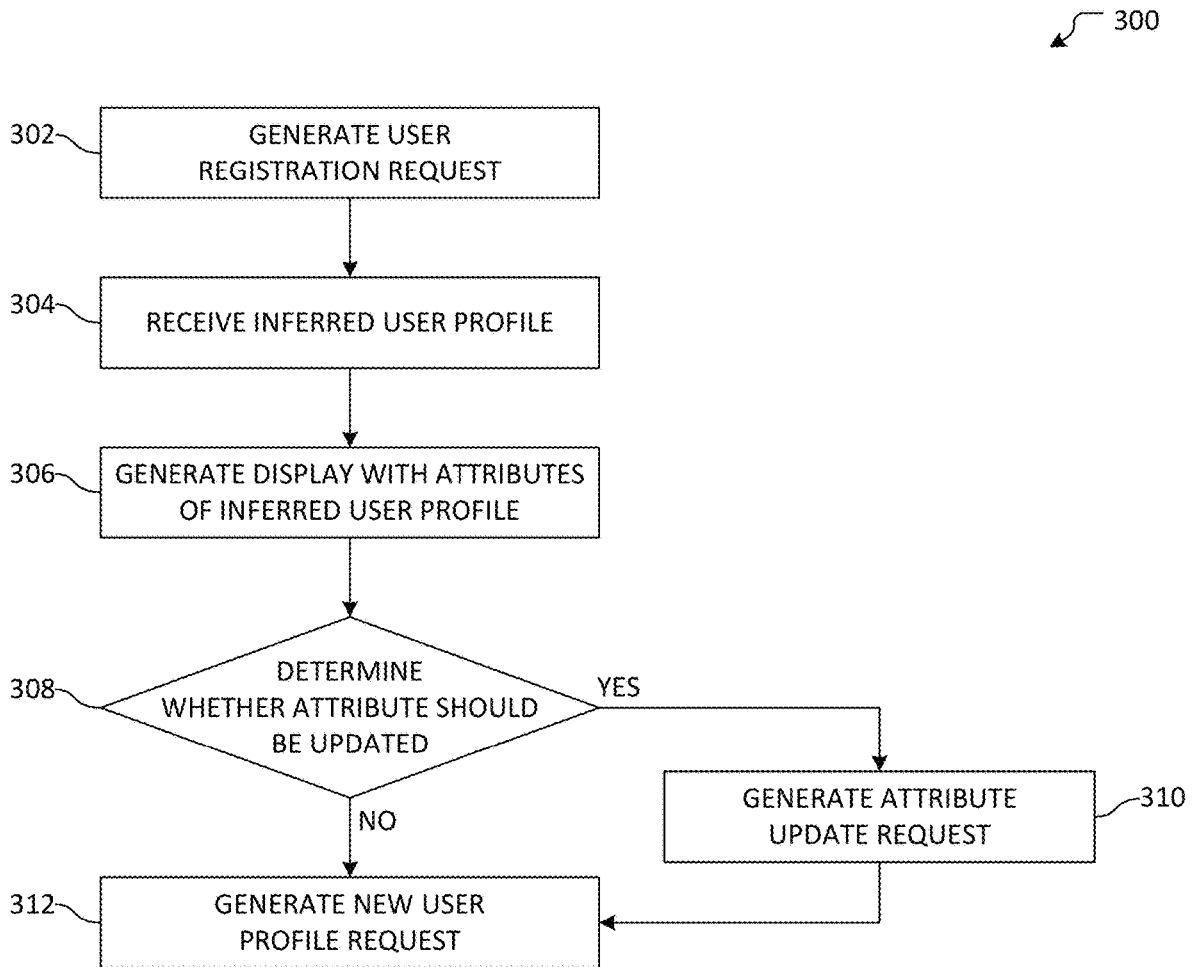 300
302
GENERATE USER
REGISTRATION REQUEST
304
RECEIVE INFERRED USER PROFILE
306
GENERATE DISPLAY WITH ATTRIBUTES
OF INFERRED USER PROFILE
308
DETERMINE
WHETHER ATTRIBUTE SHOULD
BE UPDATED
YES
NO
GENERATE ATTRIBUTE
UPDATE REQUEST
310
312
GENERATE NEW USER
PROFILE REQUEST